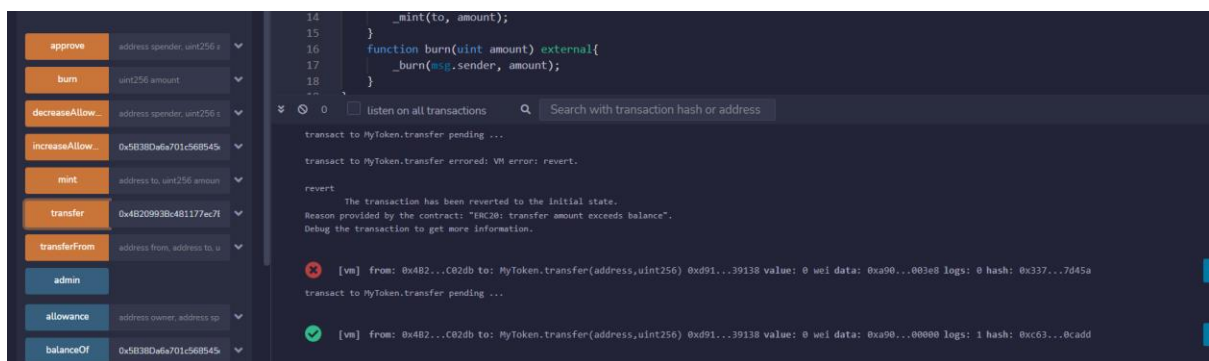 approve address spender, uint256 a
burn uint256 amount
decreaseAllow... address spender, uint256 s
increaseAllow... 0x5B38Da6a701c568545
mint address to, uint256 amoun
transfer 0x4B20993Bc481177ec7E
transferFrom address from, address to, u
admin
allowance address owner, address sp
balanceOf 0x5B38Da6a701c568545
14 _mint(to, amount);
15 }
16 function burn(uint amount) external{
17 _burn(msg.sender, amount);
18 }
0 listen on all transactions Search with transaction hash or address
transact to MyToken.transfer pending ...
transact to MyToken.transfer errored: VM error: revert.
revert
The transaction has been reverted to the initial state.
Reason provided by the contract: "ERC20: transfer amount exceeds balance".
Debug the transaction to get more information.
[vm] from: 0x4B2...C02db to: MyToken.transfer(address,uint256) 0xd91...39138 value: 0 wei data: 0xa90...003e8 logs: 0 hash: 0x337...7d45a
transact to MyToken.transfer pending ...
[vm] from: 0x4B2...C02db to: MyToken.transfer(address,uint256) 0xd91...39138 value: 0 wei data: 0xa90...00000 logs: 1 hash: 0xc63...0cadd